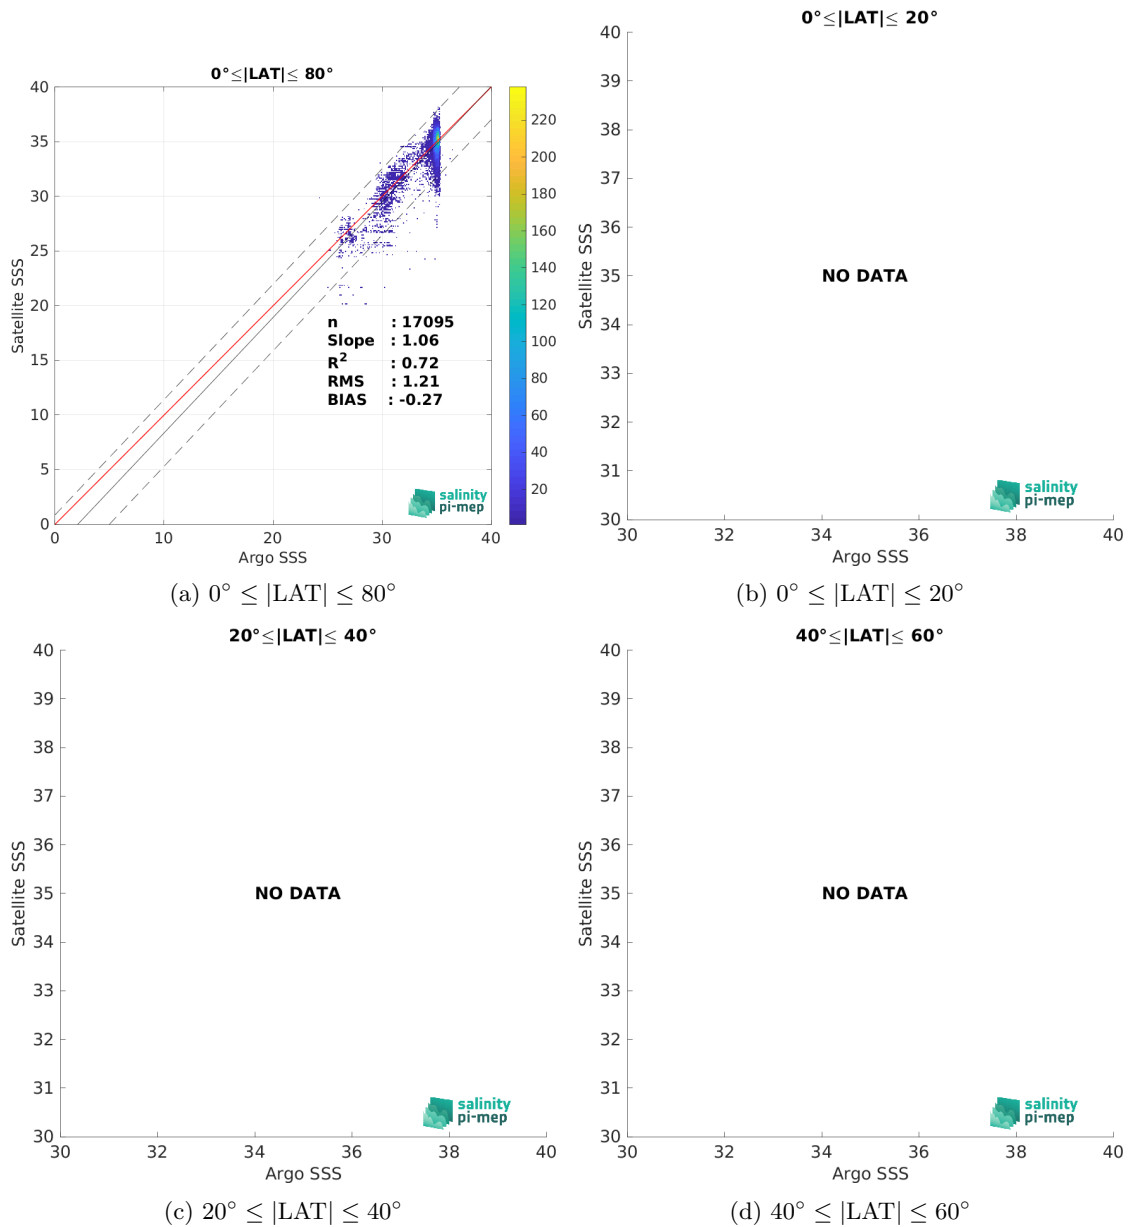 0°≤|LAT|≤ 80°
40
35
30
25
20
15
10
5
0
0
10
20
30
40
Satellite SSS
Argo SSS
220
200
180
160
140
120
100
80
60
40
20
n : 17095
Slope : 1.06
R² : 0.72
RMS : 1.21
BIAS : -0.27
salinity
pi-mep
(a) 0° ≤ |LAT| ≤ 80°
0°≤|LAT|≤ 20°
40
39
38
37
36
35
34
33
32
31
30
30
32
34
36
38
40
Satellite SSS
Argo SSS
NO DATA
salinity
pi-mep
(b) 0° ≤ |LAT| ≤ 20°
20°≤|LAT|≤ 40°
40
39
38
37
36
35
34
33
32
31
30
30
32
34
36
38
40
Satellite SSS
Argo SSS
NO DATA
salinity
pi-mep
(c) 20° ≤ |LAT| ≤ 40°
40°≤|LAT|≤ 60°
40
39
38
37
36
35
34
33
32
31
30
30
32
34
36
38
40
Satellite SSS
Argo SSS
NO DATA
salinity
pi-mep
(d) 40° ≤ |LAT| ≤ 60°